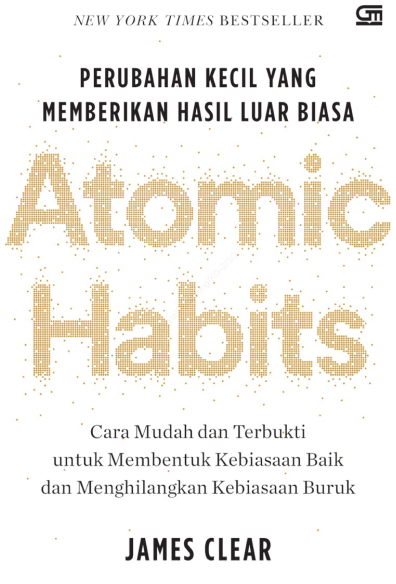 NEW YORK TIMES BESTSELLER
PERUBAHAN KECIL YANG
MEMBERIKAN HASIL LUAR BIASA
Atomic
Habits
Cara Mudah dan Terbukti
untuk Membentuk Kebiasaan Baik
dan Menghilangkan Kebiasaan Buruk
JAMES CLEAR